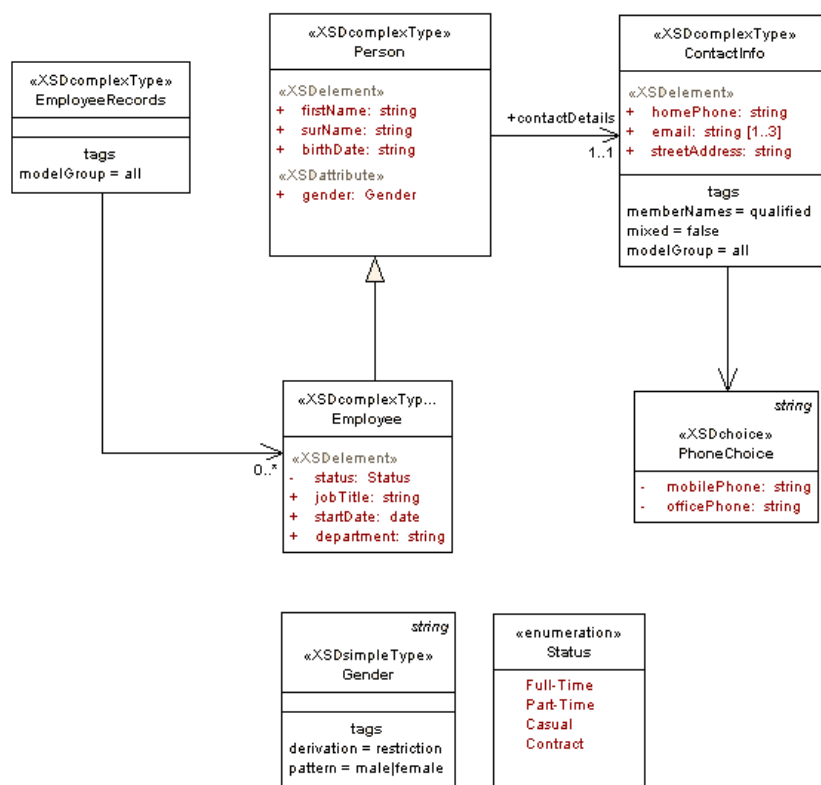 «XSDcomplexType»
EmployeeRecords
tags
modelGroup = all
«XSDcomplexType»
Person
«XSDelement»
+ firstName: string
+ surName: string
+ birthDate: string
«XSDattribute»
+ gender: Gender
+contactDetails
1..1
«XSDcomplexType»
ContactInfo
«XSDelement»
+ homePhone: string
+ email: string [1..3]
+ streetAddress: string
tags
memberNames = qualified
mixed = false
modelGroup = all
0..*
«XSDcomplexTyp...
Employee
«XSDelement»
- status: Status
+ jobTitle: string
+ startDate: date
+ department: string
string
«XSDchoice»
PhoneChoice
- mobilePhone: string
- officePhone: string
string
«XSDsimpleType»
Gender
tags
derivation = restriction
pattern = male|female
«enumeration»
Status
Full-Time
Part-Time
Casual
Contract